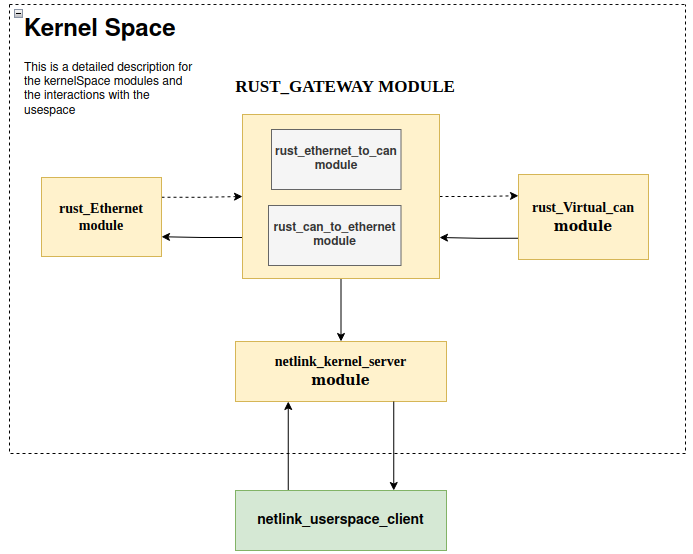 Kernel Space
This is a detailed description for
the kernelSpace modules and
the interactions with the
usespace
RUST_GATEWAY MODULE
rust_ethernet_to_can
module
rust_Ethernet
module
rust_can_to_ethernet
module
rust_Virtual_can
module
netlink_kernel_server
module
netlink_userspace_client